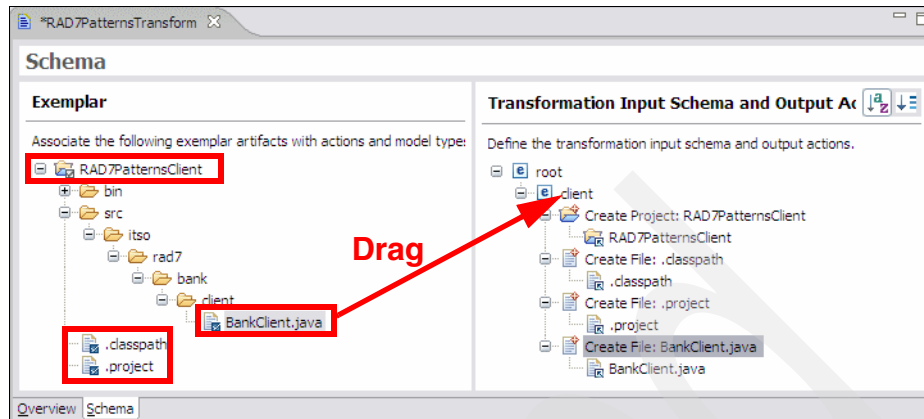 *RAD7PatternsTransform
Schema
Exemplar
Associate the following exemplar artifacts with actions and model type:
RAD7PatternsClient
bin
src
itso
rad7
bank
client
BankClient.java
.classpath
.project
Drag
Transformation Input Schema and Output Ac
Define the transformation input schema and output actions.
root
client
Create Project: RAD7PatternsClient
RAD7PatternsClient
Create File: .classpath
.classpath
Create File: .project
.project
Create File: BankClient.java
BankClient.java
Overview Schema